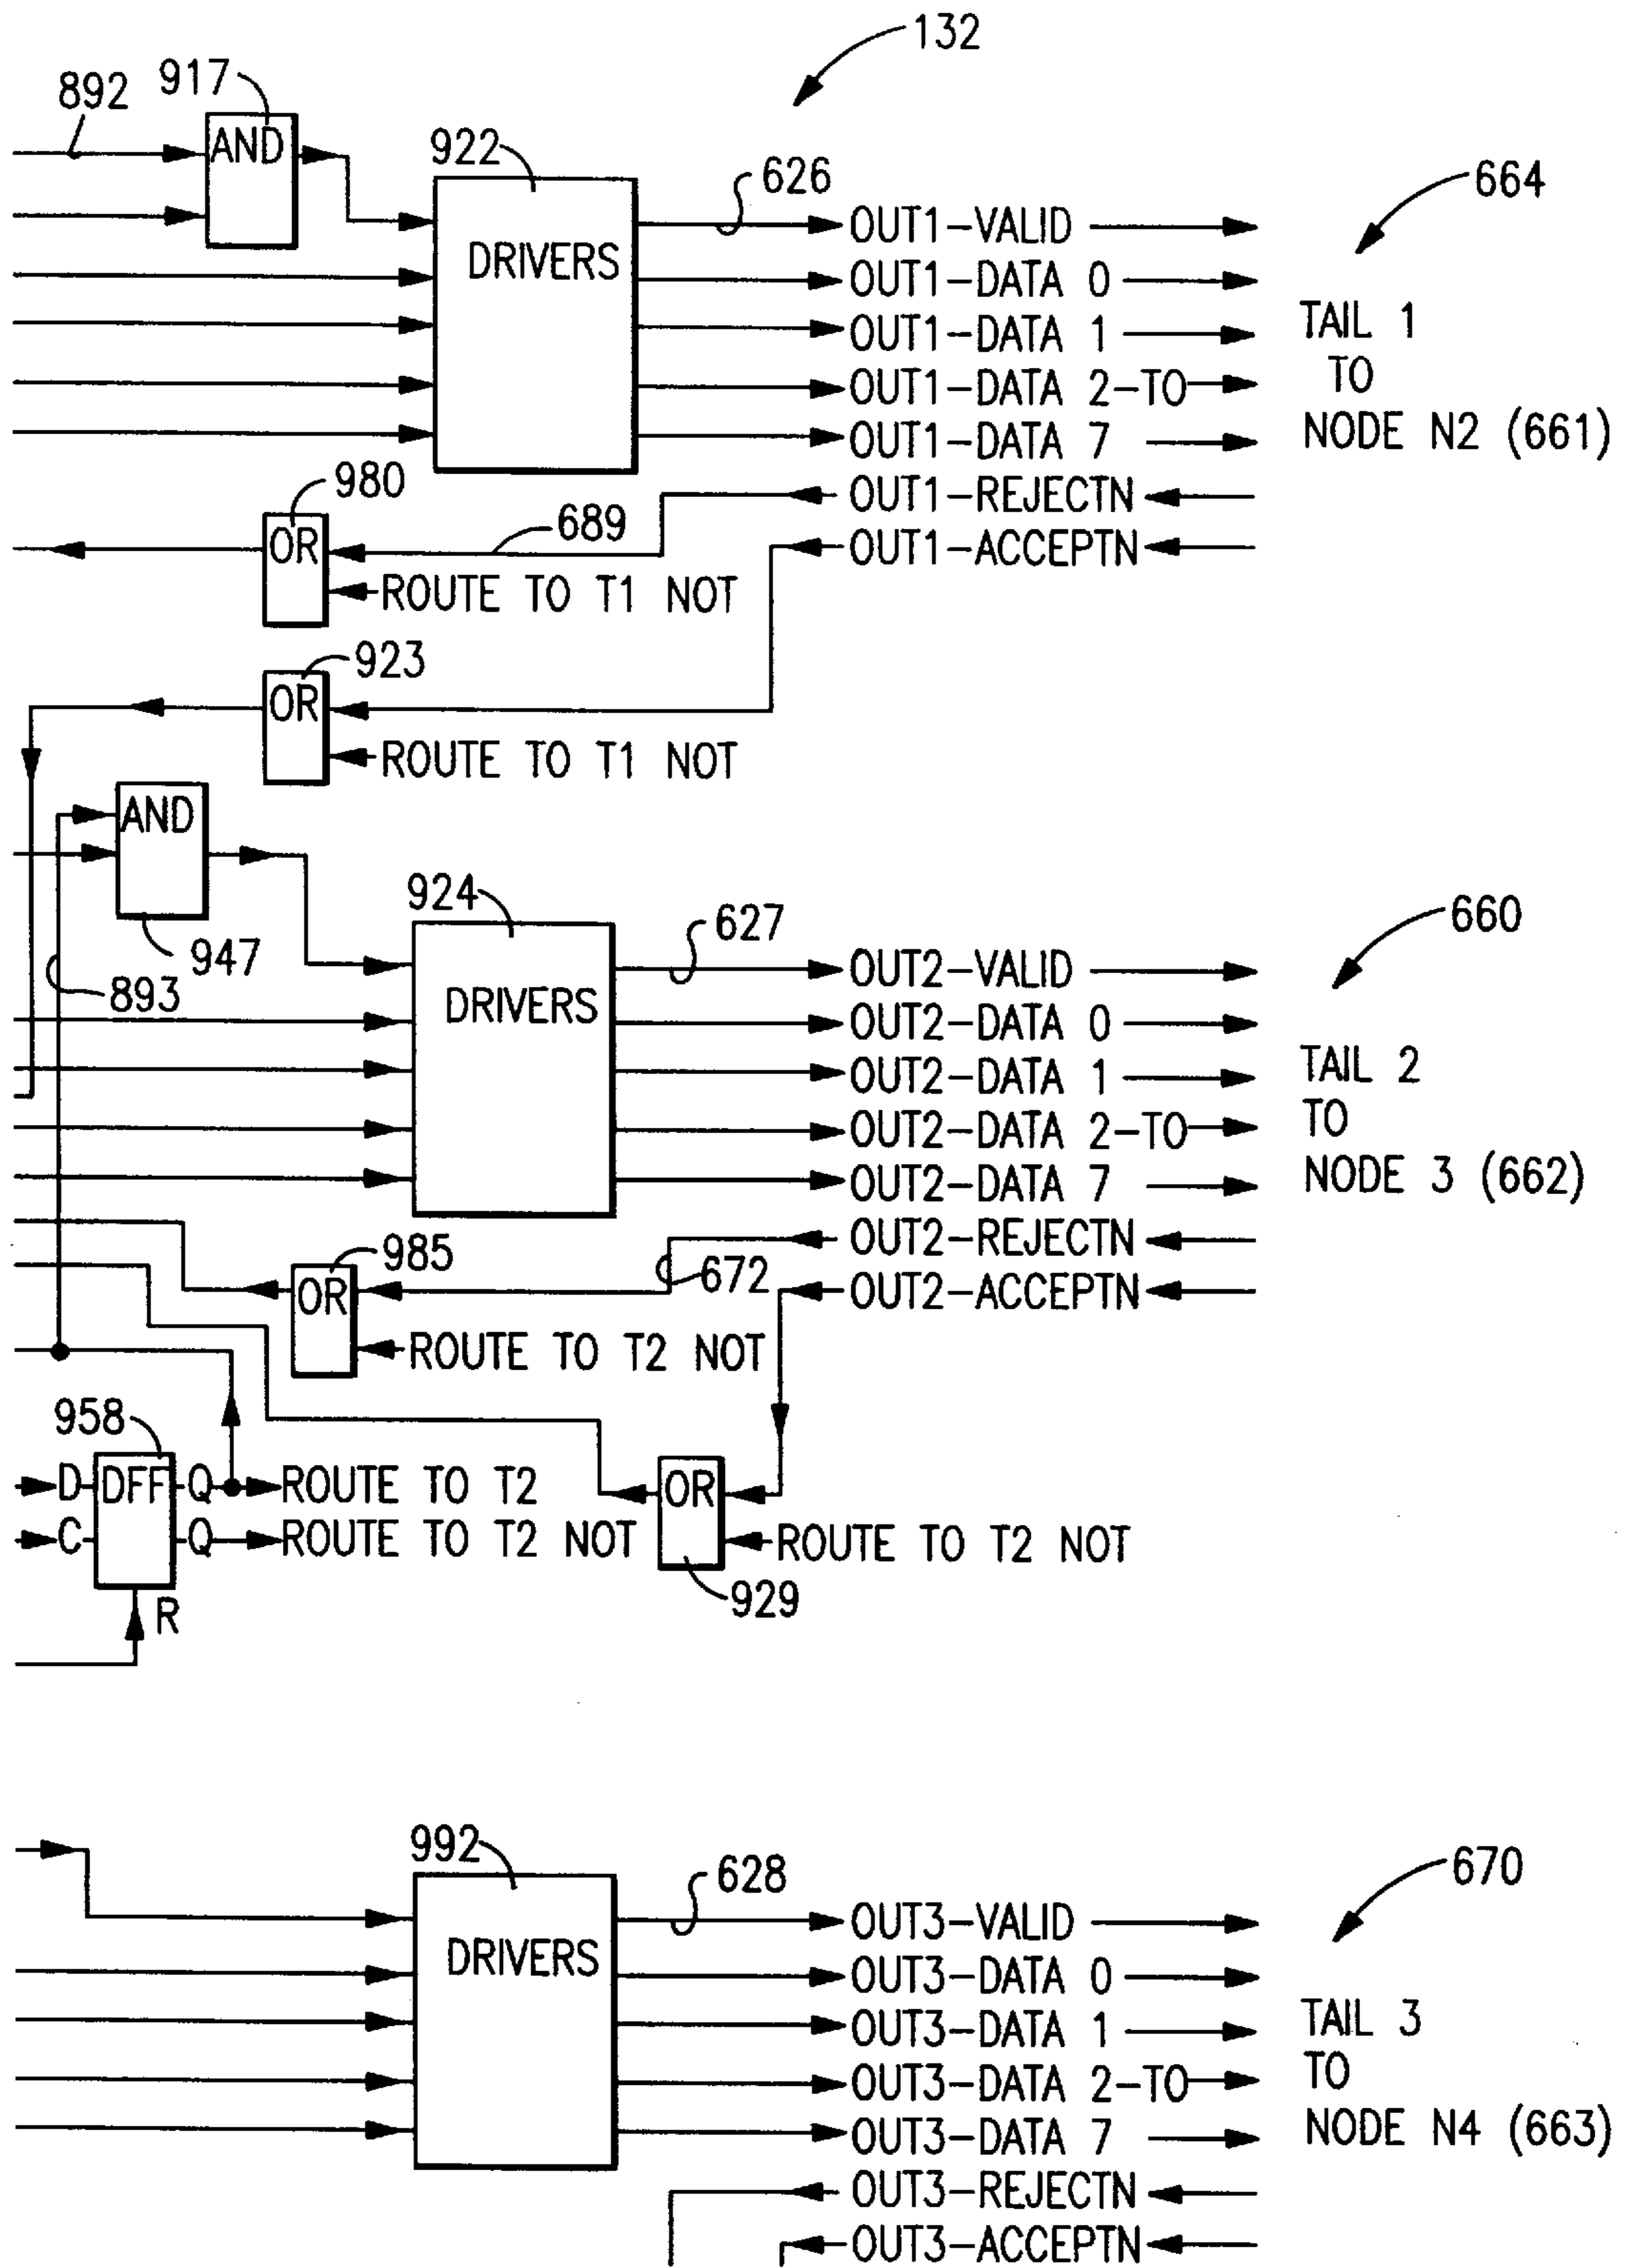 132
917
892
AND
922
626
664
DRIVERS
OUT1-VALID
OUT1-DATA 0
OUT1-DATA 1
OUT1-DATA 2-TO
OUT1-DATA 7
OUT1-REJECTN
OUT1-ACCEPTN
TAIL 1
TO
NODE N2 (661)
980
OR
689
ROUTE TO T1 NOT
923
OR
ROUTE TO T1 NOT
AND
947
893
924
627
660
DRIVERS
OUT2-VALID
OUT2-DATA 0
OUT2-DATA 1
OUT2-DATA 2-TO
OUT2-DATA 7
OUT2-REJECTN
OUT2-ACCEPTN
TAIL 2
TO
NODE 3 (662)
985
OR
672
ROUTE TO T2 NOT
958
D DFF Q ROUTE TO T2
C Q ROUTE TO T2 NOT
R
OR
ROUTE TO T2 NOT
929
992
628
670
DRIVERS
OUT3-VALID
OUT3-DATA 0
OUT3-DATA 1
OUT3-DATA 2-TO
OUT3-DATA 7
OUT3-REJECTN
OUT3-ACCEPTN
TAIL 3
TO
NODE N4 (663)